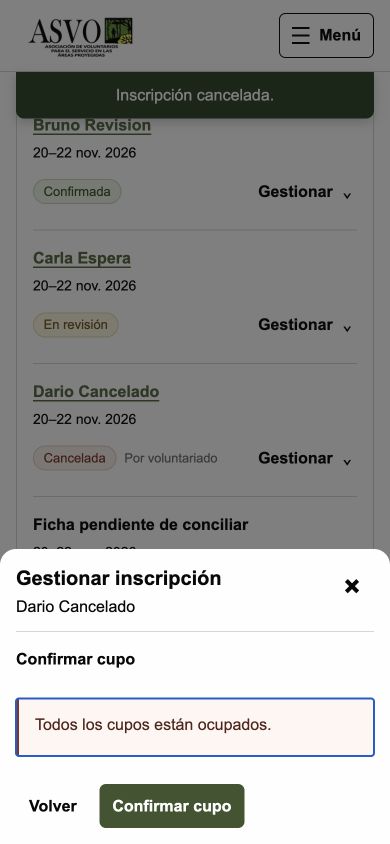 ASVO
ASOCIACIÓN DE VOLUNTARIOS
PARA EL SERVICIO EN LAS
ÁREAS PROTEGIDAS
Menú
Inscripción cancelada.
Bruno Revision
20–22 nov. 2026
Confirmada
Gestionar
Carla Espera
20–22 nov. 2026
En revisión
Gestionar
Dario Cancelado
20–22 nov. 2026
Cancelada Por voluntariado
Gestionar
Ficha pendiente de conciliar
Gestionar inscripción
Dario Cancelado
Confirmar cupo
Todos los cupos están ocupados.
Volver
Confirmar cupo